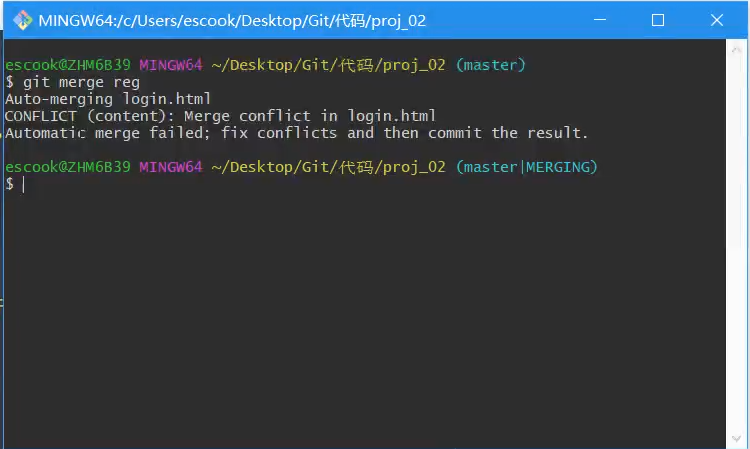 MINGW64:/c/Users/escook/Desktop/Git/代码/proj_02
escook@ZHM6B39 MINGW64 ~/Desktop/Git/代码/proj_02 (master)
$ git merge reg
Auto-merging login.html
CONFLICT (content): Merge conflict in login.html
Automatic merge failed; fix conflicts and then commit the result.
escook@ZHM6B39 MINGW64 ~/Desktop/Git/代码/proj_02 (master|MERGING)
$